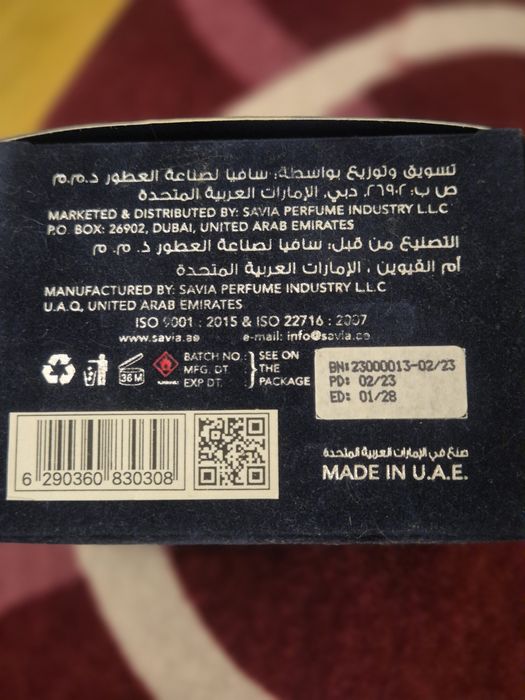 تسويق وتوزيع بواسطة: سافيا لصناعة العطور ذ.م.م
ص ب: ٢٦٩٠٢، دبي، الإمارات العربية المتحدة
MARKETED & DISTRIBUTED BY: SAVIA PERFUME INDUSTRY L.L.C
P.O. BOX: 26902, DUBAI, UNITED ARAB EMIRATES
التصنيع من قبل: سافيا لصناعة العطور ذ. م. م
أم القيوين ، الإمارات العربية المتحدة
MANUFACTURED BY: SAVIA PERFUME INDUSTRY L.L.C
U.A.Q, UNITED ARAB EMIRATES
ISO 9001 : 2015 & ISO 22716 : 2007
www.savia.ae e-mail: info@savia.ae
36 M
BATCH NO.:
MFG. DT
EXP DT.
SEE ON
THE
PACKAGE
BN:23000013-02/23
PD: 02/23
ED: 01/28
6 290360 830308
صنع في الإمارات العربية المتحدة
MADE IN U.A.E.